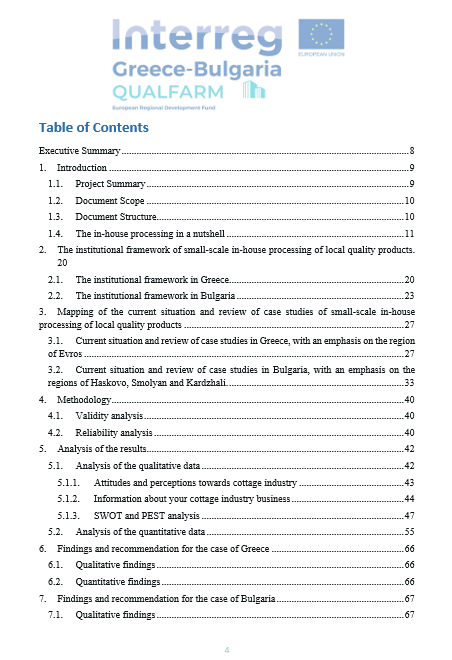 Interreg
EUROPEAN UNION
Greece-Bulgaria
QUALFARM
European Regional Development Fund
Table of Contents
Executive Summary 8
1. Introduction 9
1.1. Project Summary 9
1.2. Document Scope 10
1.3. Document Structure 10
1.4. The in-house processing in a nutshell 11
2. The institutional framework of small-scale in-house processing of local quality products.
20
2.1. The institutional framework in Greece 20
2.2. The institutional framework in Bulgaria 23
3. Mapping of the current situation and review of case studies of small-scale in-house
processing of local quality products 27
3.1. Current situation and review of case studies in Greece, with an emphasis on the region
of Evros 27
3.2. Current situation and review of case studies in Bulgaria, with an emphasis on the
regions of Haskovo, Smolyan and Kardzhali. 33
4. Methodology 40
4.1. Validity analysis 40
4.2. Reliability analysis 40
5. Analysis of the results 42
5.1. Analysis of the qualitative data 42
5.1.1. Attitudes and perceptions towards cottage industry 43
5.1.2. Information about your cottage industry business 44
5.1.3. SWOT and PEST analysis 47
5.2. Analysis of the quantitative data 55
6. Findings and recommendation for the case of Greece 66
6.1. Qualitative findings 66
6.2. Quantitative findings 66
7. Findings and recommendation for the case of Bulgaria 67
7.1. Qualitative findings 67
4